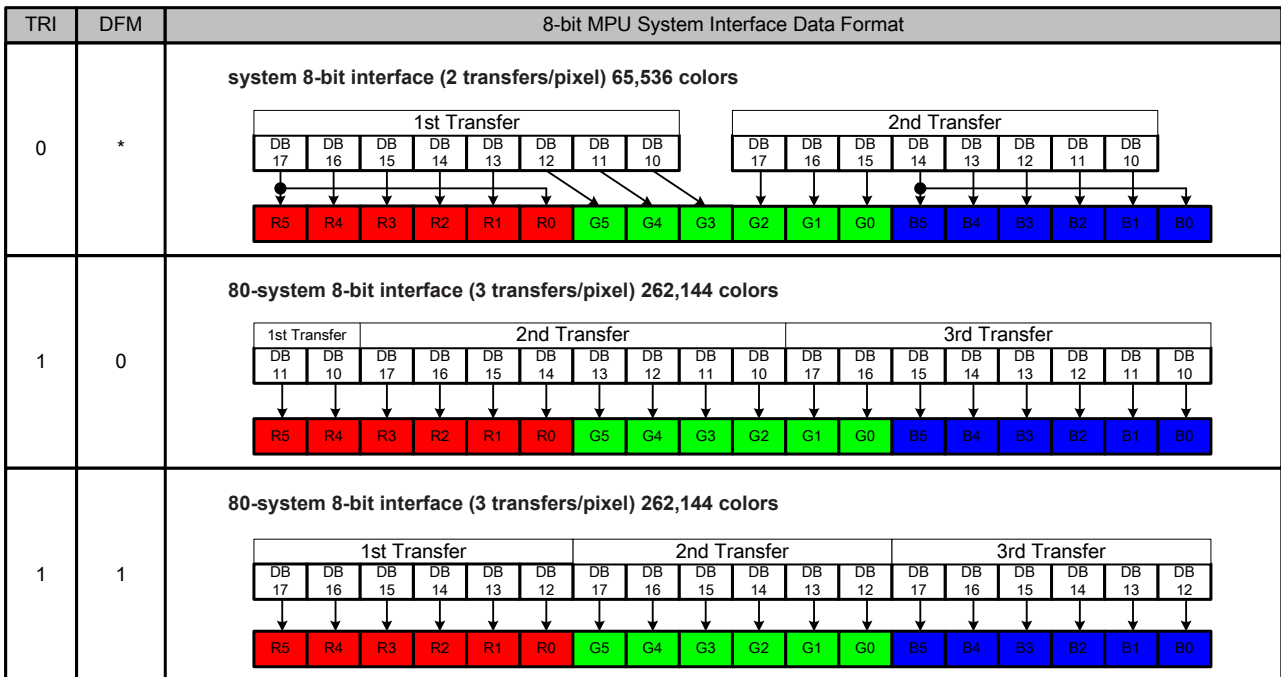 TRI DFM 8-bit MPU System Interface Data Format
0 *
system 8-bit interface (2 transfers/pixel) 65,536 colors
1st Transfer 2nd Transfer
DB DB DB DB DB DB DB DB DB DB DB DB DB DB DB DB
17 16 15 14 13 12 11 10 17 16 15 14 13 12 11 10
R5 R4 R3 R2 R1 R0 G5 G4 G3 G2 G1 G0 B5 B4 B3 B2 B1 B0
1 0
80-system 8-bit interface (3 transfers/pixel) 262,144 colors
1st Transfer 2nd Transfer 3rd Transfer
DB DB DB DB DB DB DB DB DB DB DB DB DB DB DB DB DB DB
11 10 17 16 15 14 13 12 11 10 17 16 15 14 13 12 11 10
R5 R4 R3 R2 R1 R0 G5 G4 G3 G2 G1 G0 B5 B4 B3 B2 B1 B0
1 1
80-system 8-bit interface (3 transfers/pixel) 262,144 colors
1st Transfer 2nd Transfer 3rd Transfer
DB DB DB DB DB DB DB DB DB DB DB DB DB DB DB DB DB DB
17 16 15 14 13 12 17 16 15 14 13 12 17 16 15 14 13 12
R5 R4 R3 R2 R1 R0 G5 G4 G3 G2 G1 G0 B5 B4 B3 B2 B1 B0